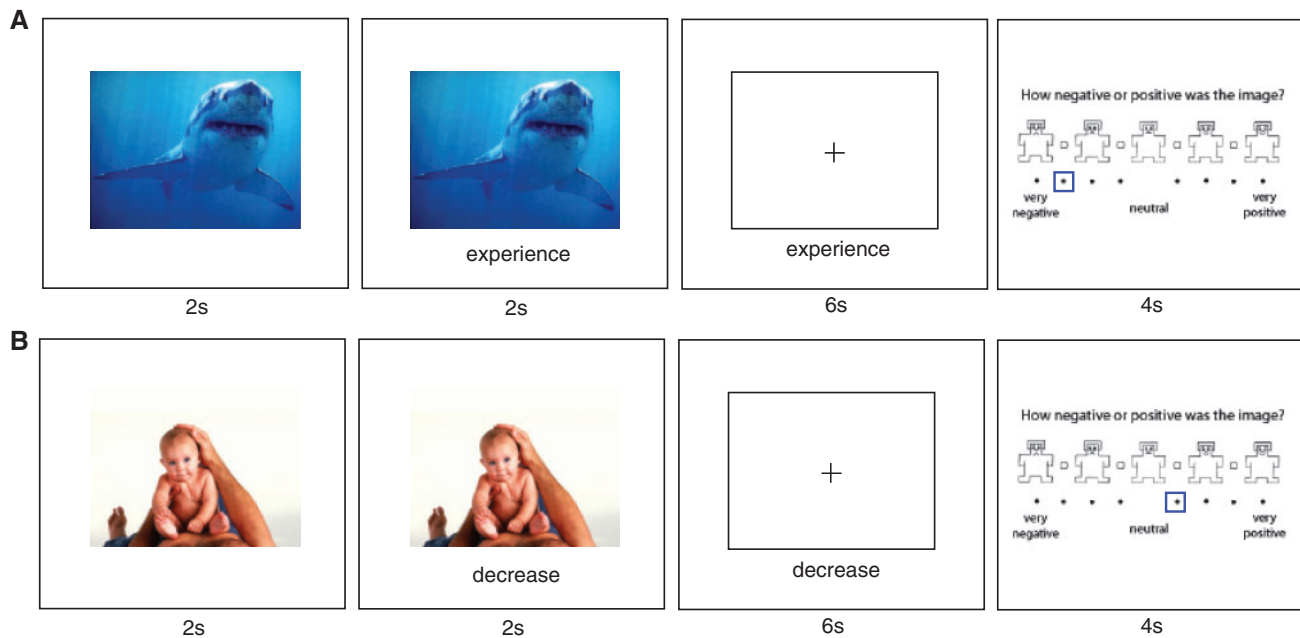 A
experience
experience
How negative or positive was the image?
very
negative
neutral
very
positive
2s
2s
6s
4s
B
decrease
decrease
How negative or positive was the image?
very
negative
neutral
very
positive
2s
2s
6s
4s